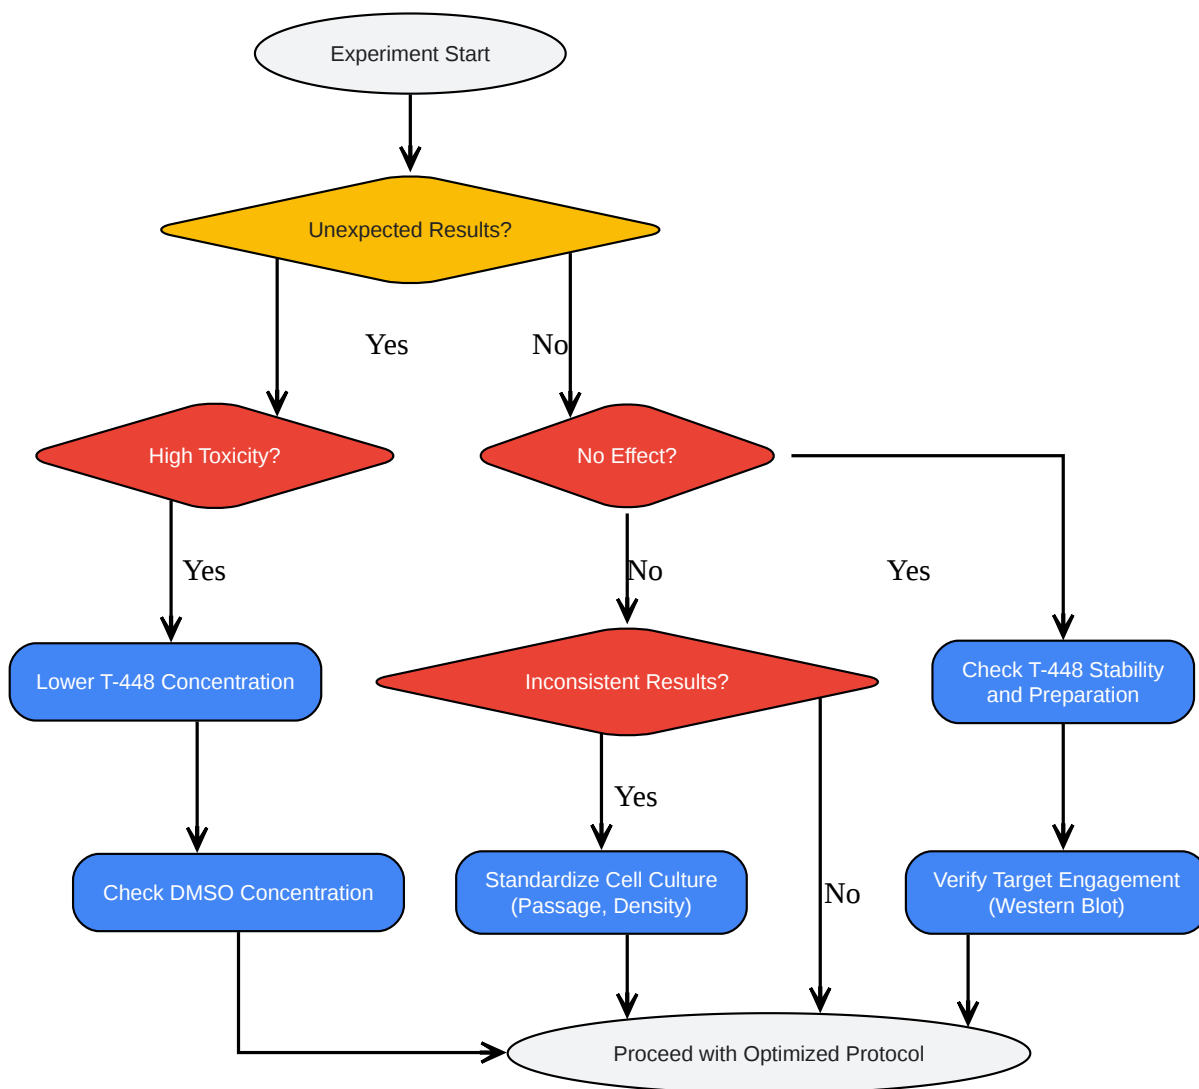 Experiment Start
Unexpected Results?
Yes
No
High Toxicity?
No Effect?
Yes
No
Yes
Lower T-448 Concentration
Inconsistent Results?
Check T-448 Stability
and Preparation
Yes
Check DMSO Concentration
Standardize Cell Culture
(Passage, Density)
No
Verify Target Engagement
(Western Blot)
Proceed with Optimized Protocol